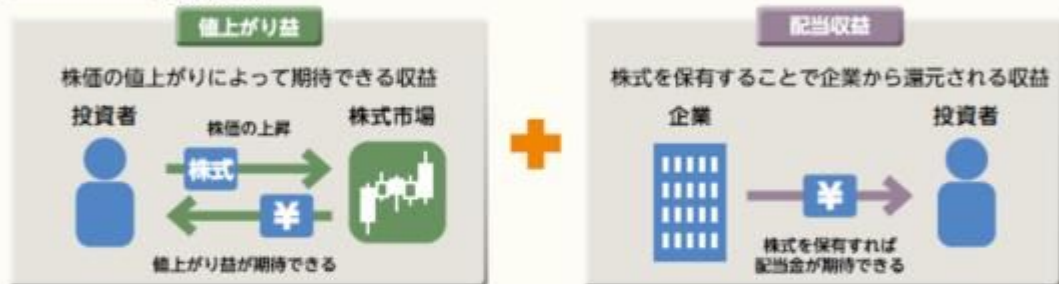 値上がり益
株価の値上がりによって期待できる収益
投資者
株価の上昇
株式市場
株式
¥
値上がり益が期待できる
配当収益
株式を保有することで企業から還元される収益
企業
投資者
¥
株式を保有すれば
配当金が期待できる